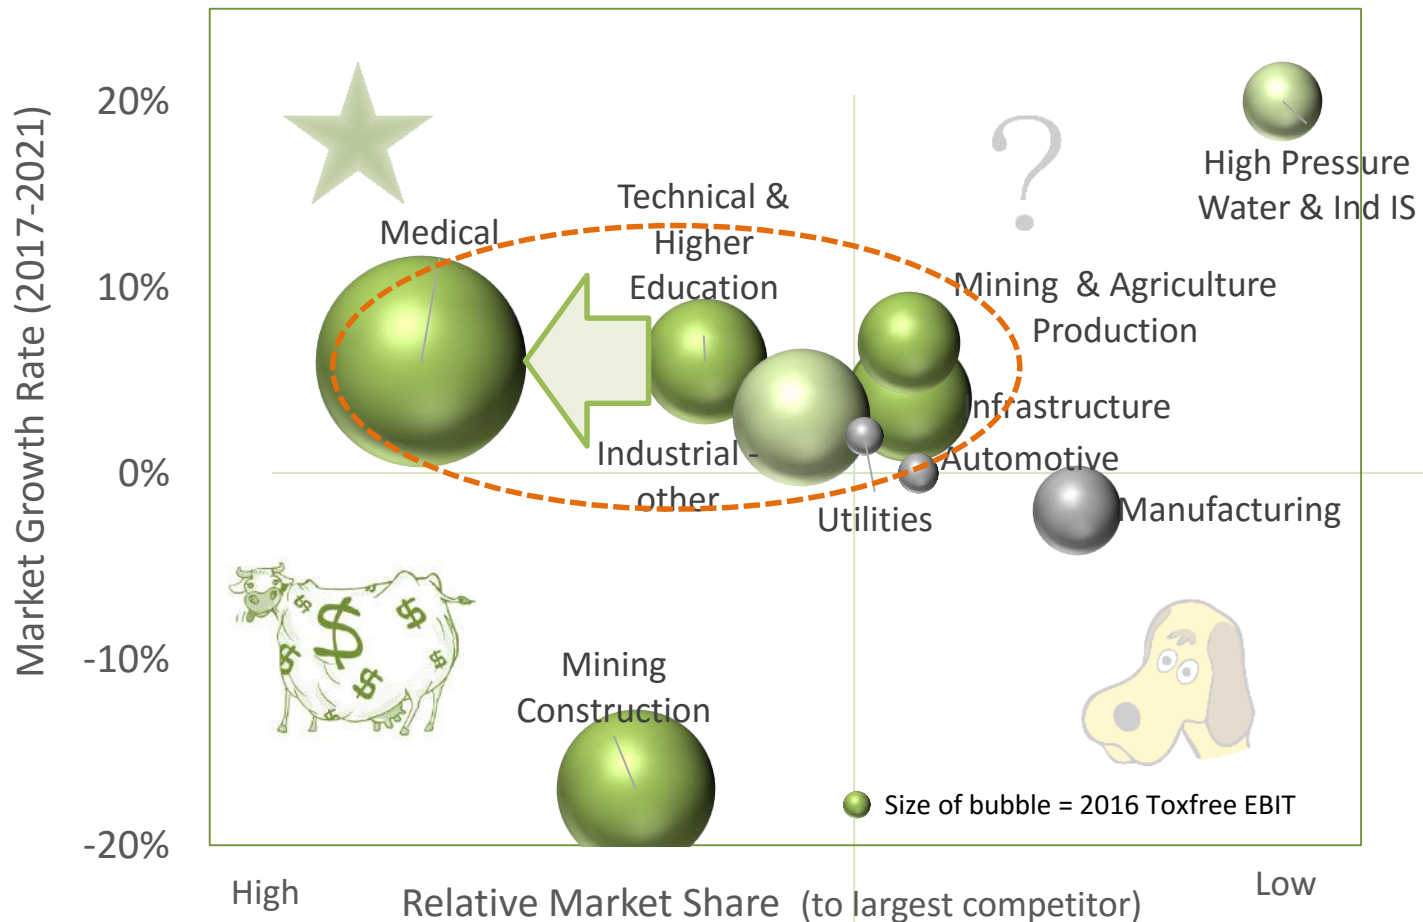 Market Growth Rate (2017-2021)
20%
10%
0%
-10%
-20%
?
High Pressure
Water & Ind IS
Technical &
Higher
Education
Medical
Mining & Agriculture
Production
Infrastructure
Industrial -
other
Automotive
Utilities
Manufacturing
$
$
$
$
$
$
$
Mining
Construction
Size of bubble = 2016 Toxfree EBIT
High
Relative Market Share (to largest competitor)
Low